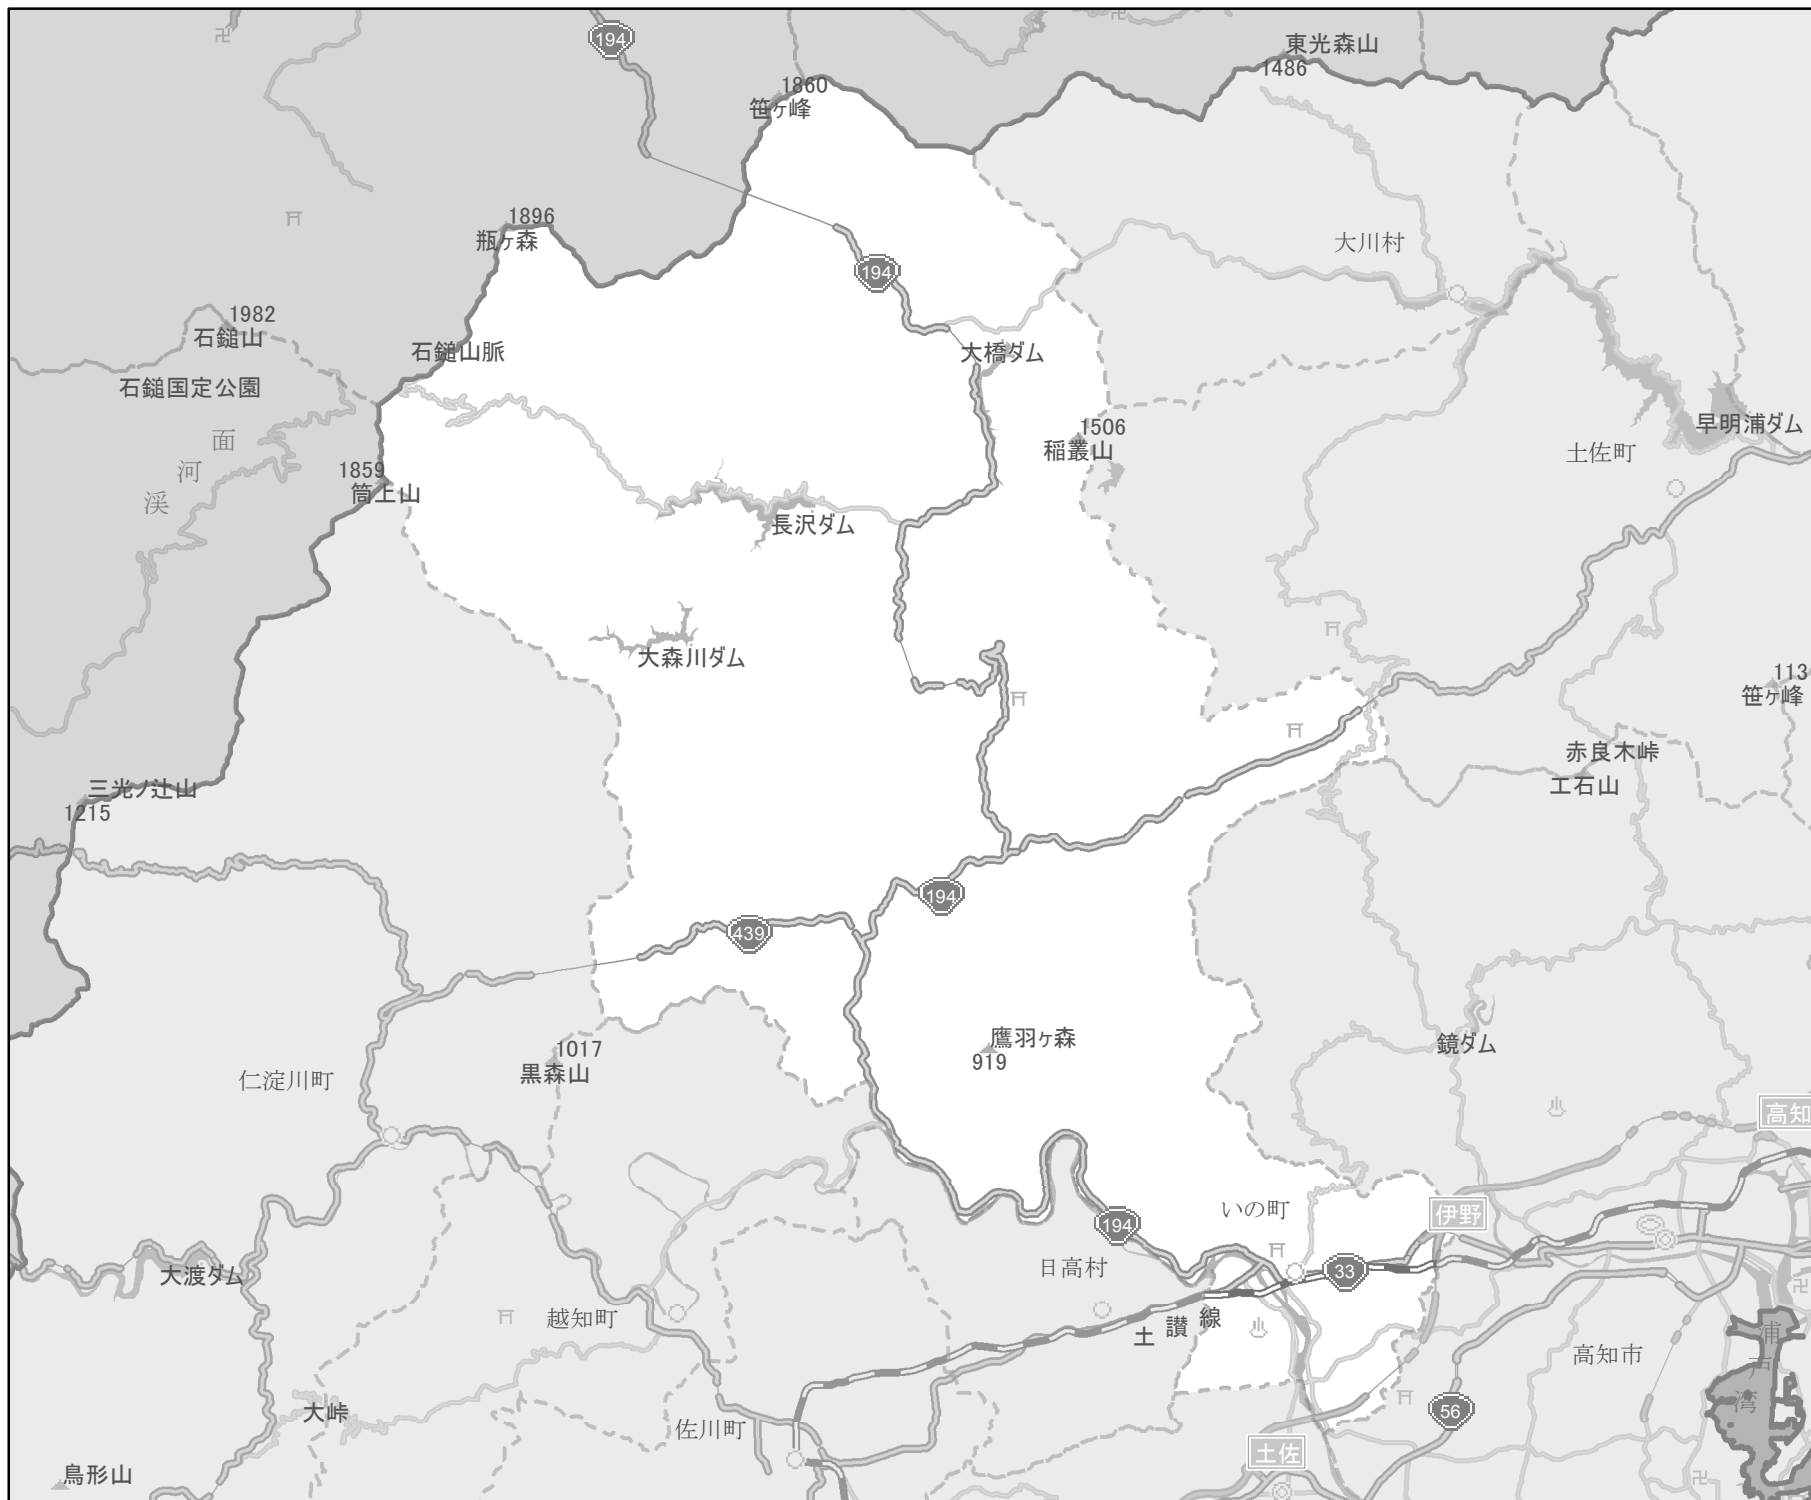 194
東光森山
1486
1860
笹ヶ峰
1896
瓶ヶ森
大川村
194
1982
石鎚山
石鎚山脈
大橋ダム
石鎚国定公園
面
河
渓
1506
稲叢山
早明浦ダム
土佐町
1859
筒上山
長沢ダム
大森川ダム
113
笹ヶ峰
赤良木峠
工石山
三光ノ辻山
1215
194
439
鷹羽ヶ森
919
鏡ダム
1017
黒森山
仁淀川町
高知
いの町
伊野
194
日高村
33
大渡ダム
越知町
土讃線
浦戸湾
高知市
大峠
佐川町
56
土佐
鳥形山